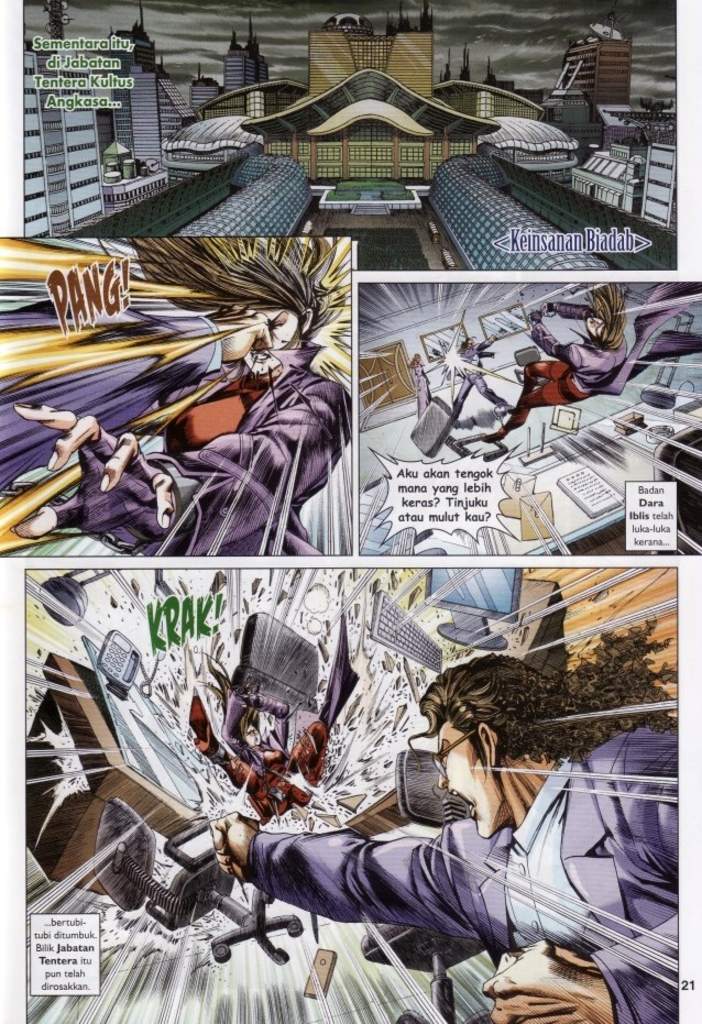 Sementara itu,
di Jabatan
Tentera Kultus
Angkasa...
<Keinsanan Biadab>
PANG!
Aku akan tengok
mana yang lebih
keras? Tinjuku
atau mulut kau?
Badan
Dara
Iblis telah
luka-luka
kerana...
KRAK!
...bertubi-
tubi ditumbuk.
Bilik Jabatan
Tentera itu
pun telah
dirosakkan.
21